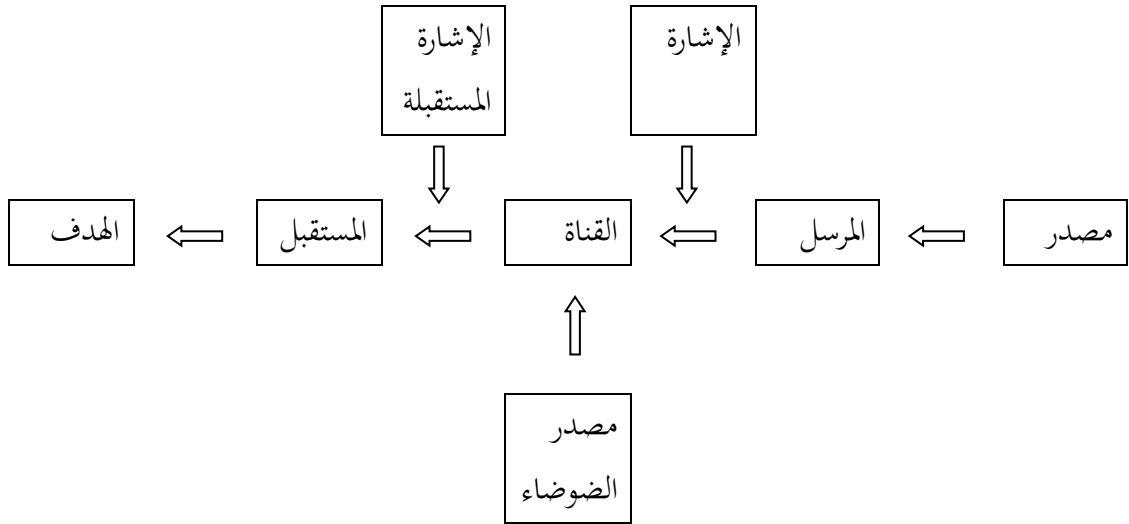 الإشارة
الإشارة
المستقبلة
مصدر
المرسل
القناة
المستقبل
الهدف
مصدر
الضوضاء